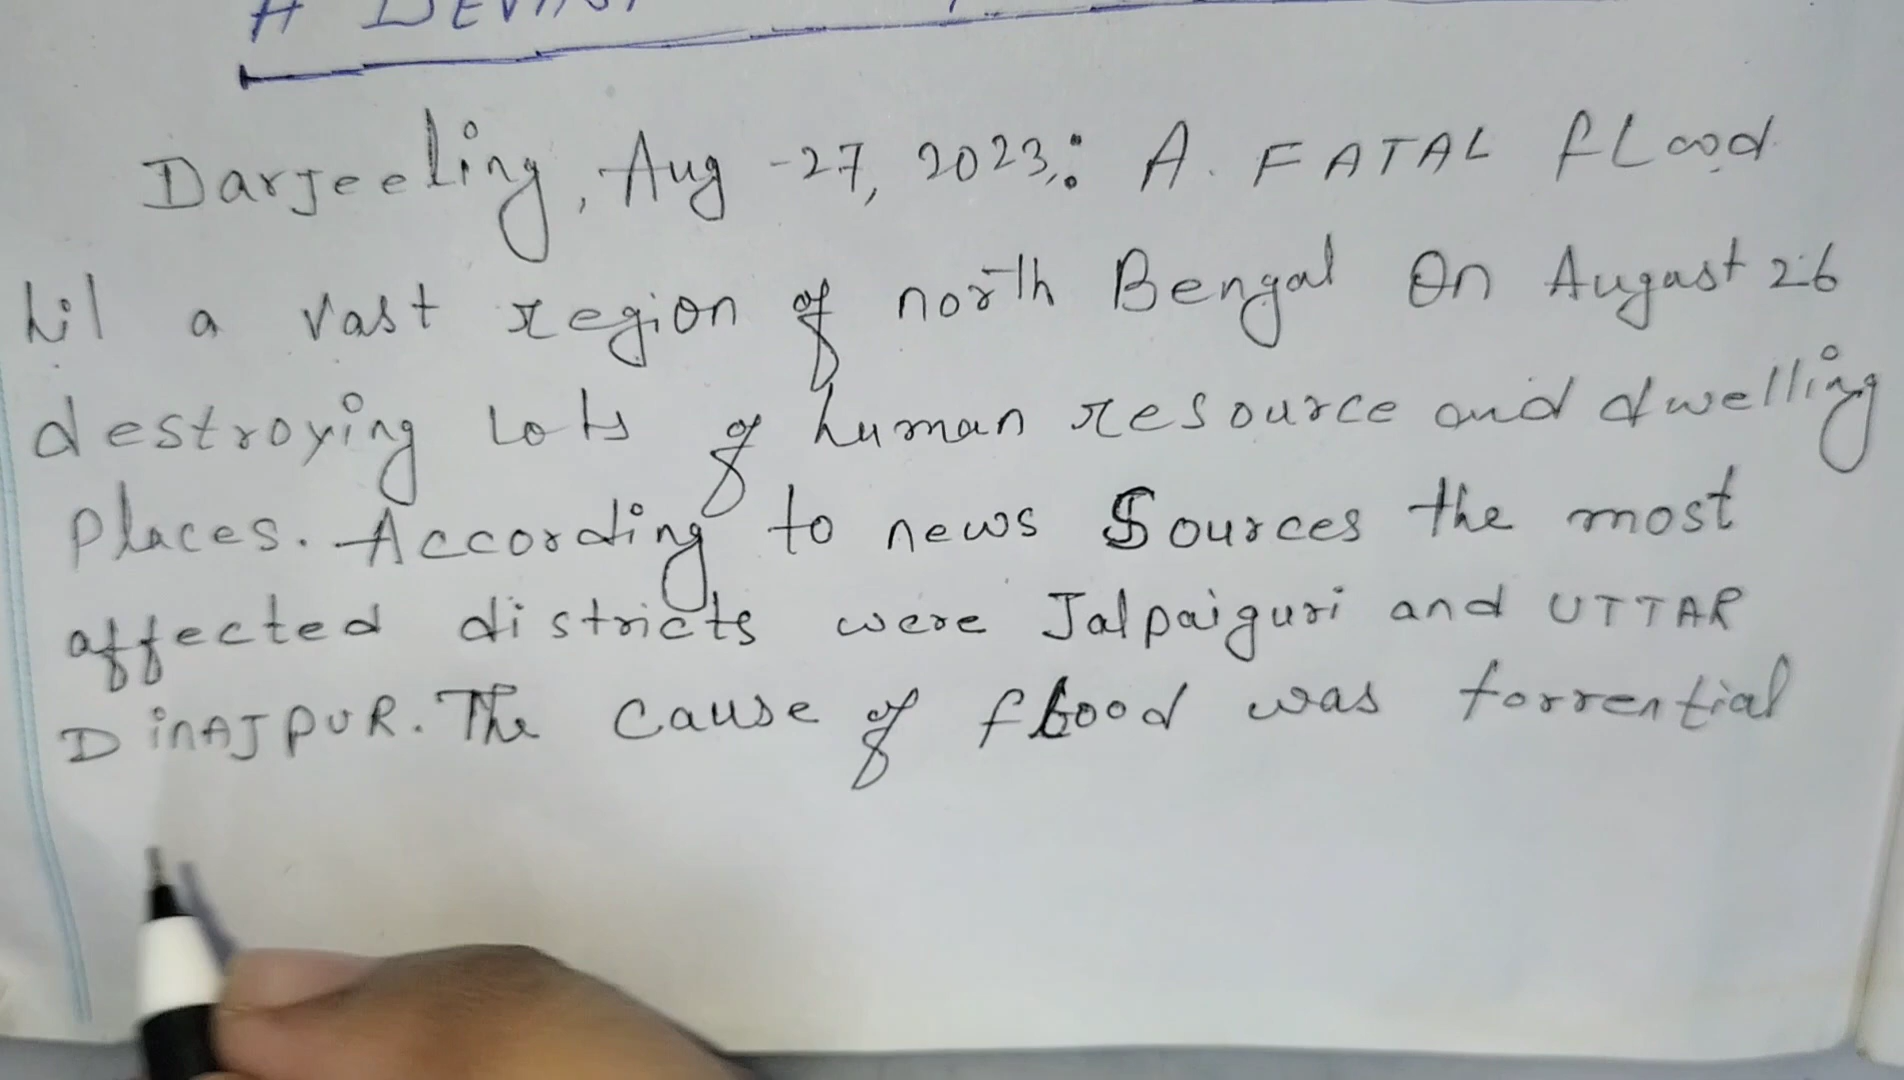 A
Darjeeling, Aug -27, 2023,: A. FATAL fLood
hit a vast region of north Bengal On August 26
destroying Lots of human resource and dwelling
places. According to news Sources the most
affected districts were Jalpaiguri and UTTAR
DinAJPUR. The cause of flood was torrential